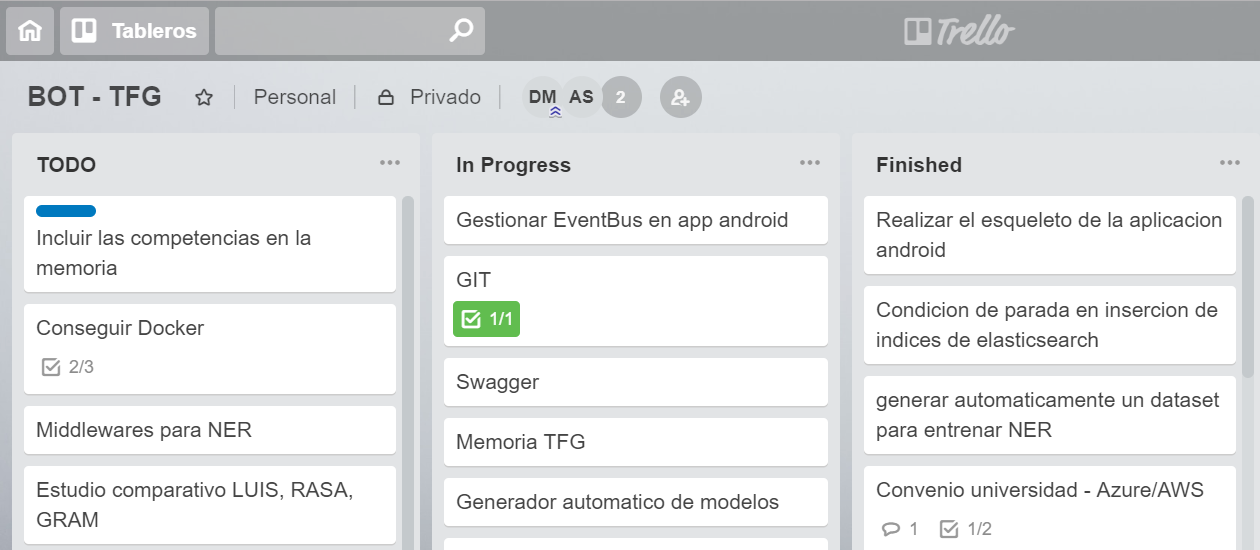 Tableros
Trello
BOT - TFG
Personal
Privado
DM
AS
2
TODO
Incluir las competencias en la
memoria
Conseguir Docker
2/3
Middlewares para NER
Estudio comparativo LUIS, RASA,
GRAM
In Progress
Gestionar EventBus en app android
GIT
1/1
Swagger
Memoria TFG
Generador automatico de modelos
Finished
Realizar el esqueleto de la aplicacion
android
Condicion de parada en insercion de
indices de elasticsearch
generar automaticamente un dataset
para entrenar NER
Convenio universidad - Azure/AWS
1
1/2